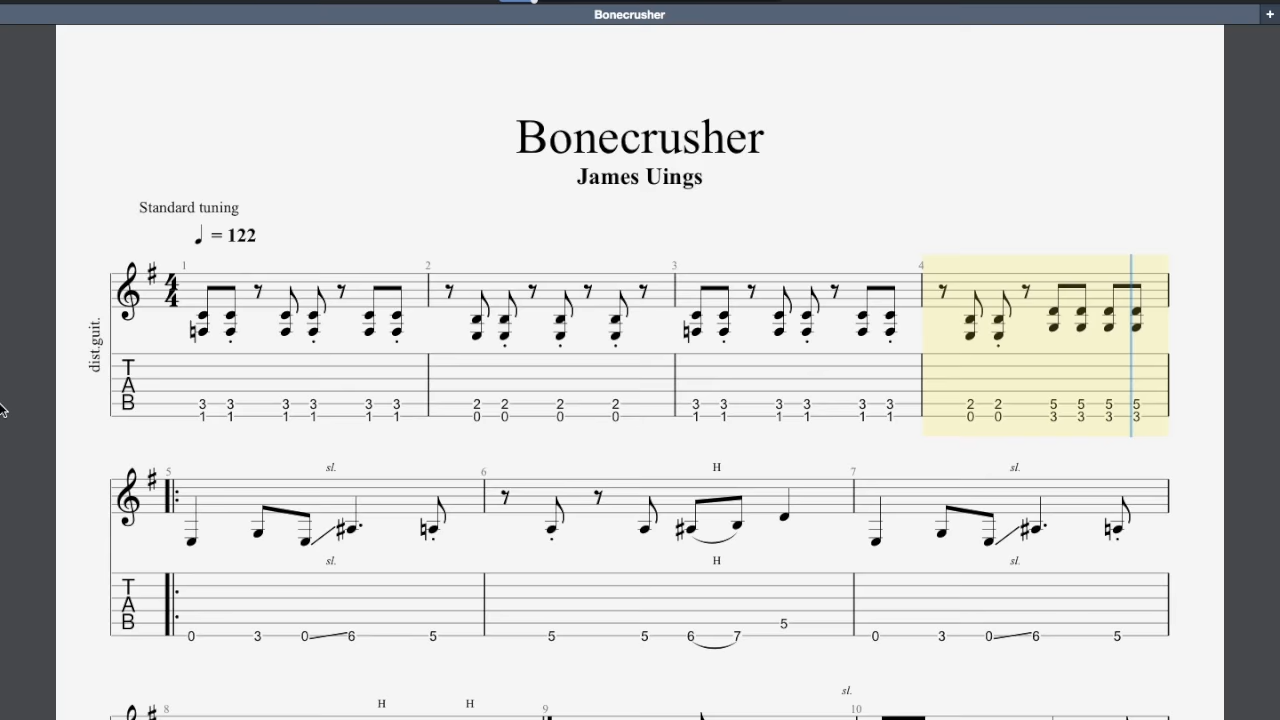 Bonecrusher +
Bonecrusher
James Uings
Standard tuning
= 122
1 2 3 4
4
4
dist.guit.
T
A
B
3 3 3 3 3 3 2 2 2 2 3 3 3 3 3 3 2 2 5 5 5 5
1 1 1 1 1 1 0 0 0 0 1 1 1 1 1 1 0 0 3 3 3 3
5 sl. 6 H 7 sl.
sl. H sl.
T
A
B
5
0 3 0 6 5 5 5 6 7 0 3 0 6 5
sl.
8 H H 9 10